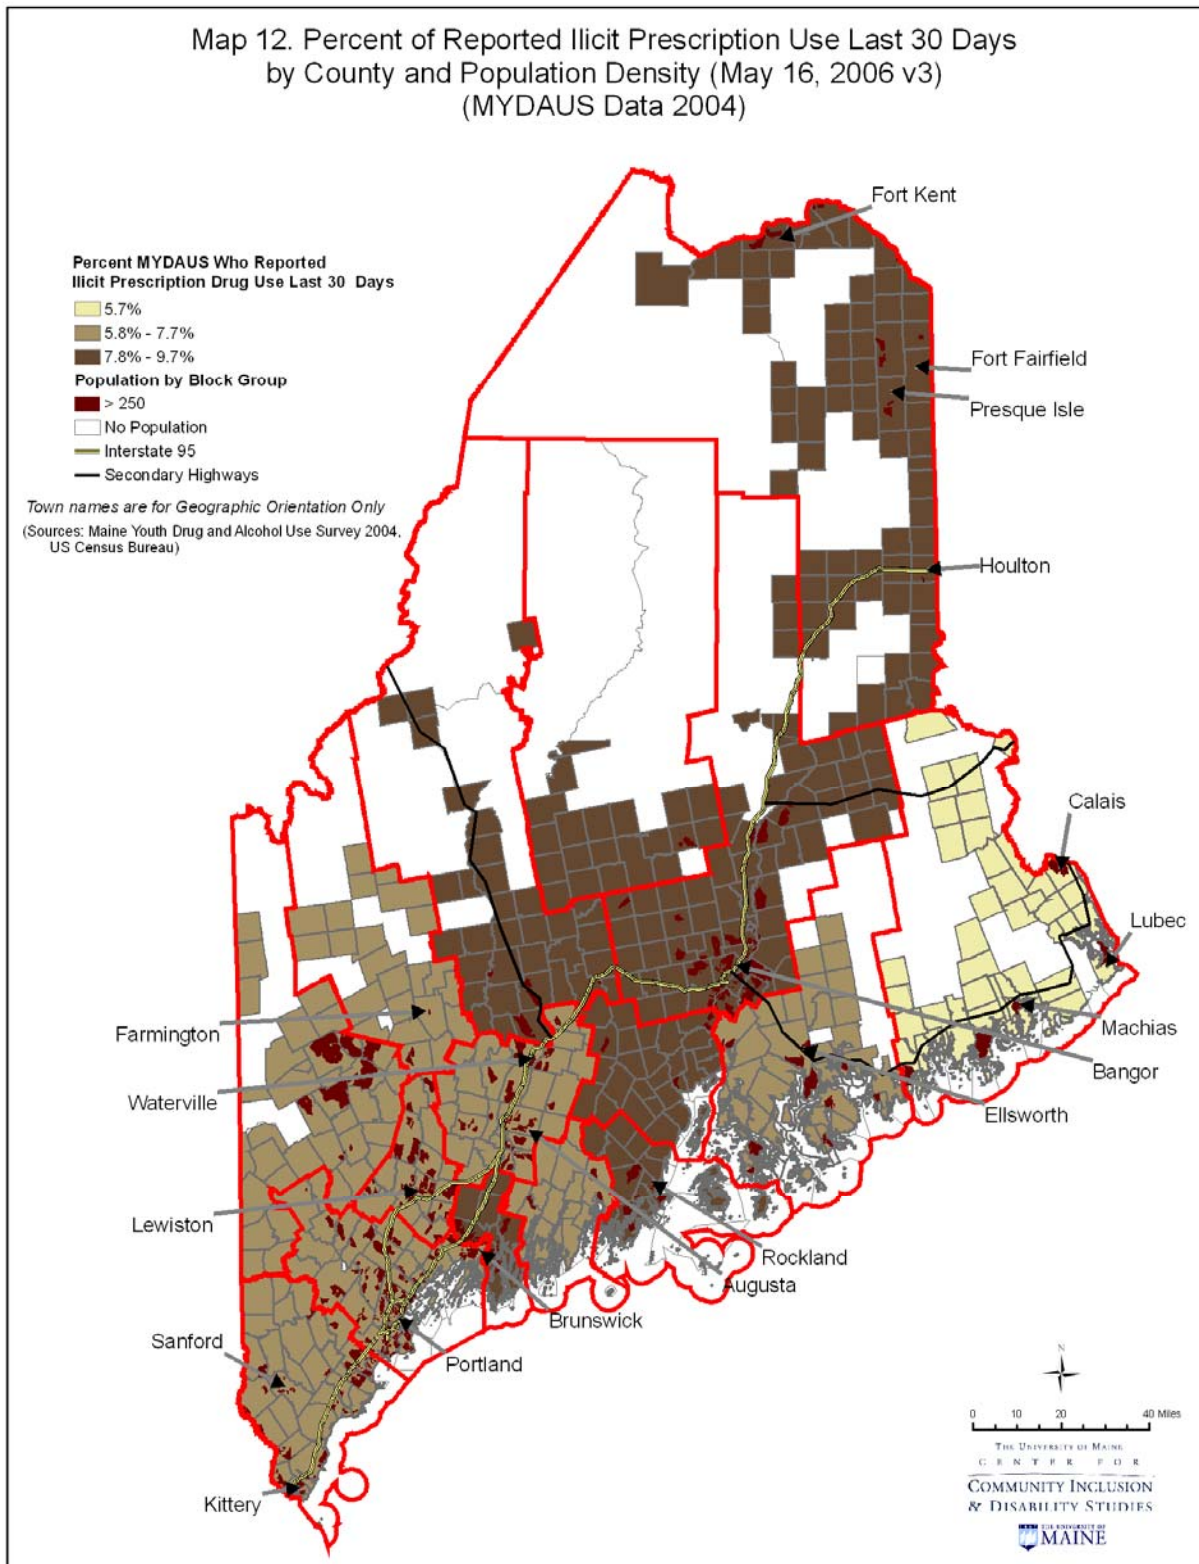 Map 12. Percent of Reported Ilicit Prescription Use Last 30 Days
by County and Population Density (May 16, 2006 v3)
(MYDAUS Data 2004)
Percent MYDAUS Who Reported
Ilicit Prescription Drug Use Last 30 Days
5.7%
5.8% - 7.7%
7.8% - 9.7%
Population by Block Group
> 250
No Population
Interstate 95
Secondary Highways
Town names are for Geographic Orientation Only
(Sources: Maine Youth Drug and Alcohol Use Survey 2004,
US Census Bureau)
Fort Kent
Fort Fairfield
Presque Isle
Houlton
Calais
Lubec
Farmington
Machias
Bangor
Waterville
Ellsworth
Lewiston
Rockland
Augusta
Brunswick
Sanford
Portland
Kittery
N
0 10 20 40 Miles
THE UNIVERSITY OF MAINE
CENTER FOR
COMMUNITY INCLUSION
& DISABILITY STUDIES
THE UNIVERSITY OF
MAINE